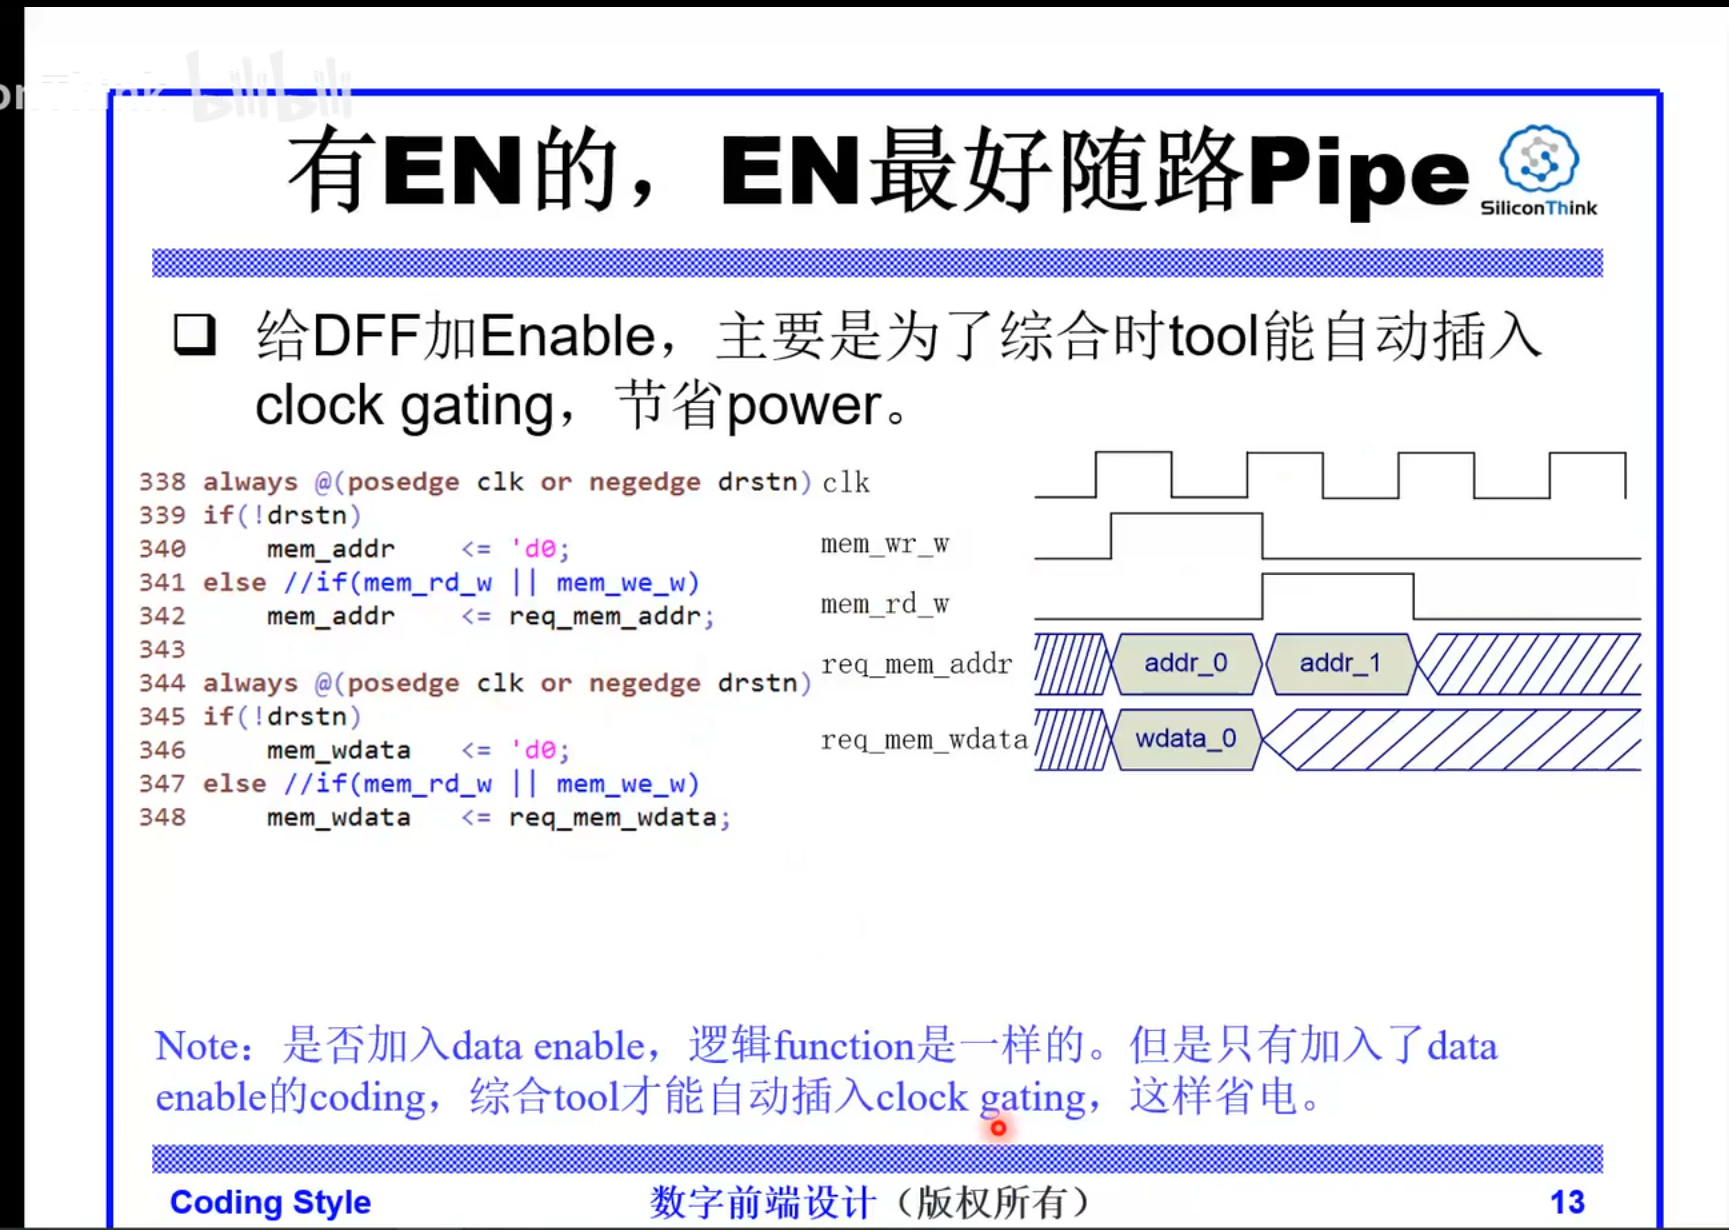 bilibili
有EN的，EN最好随路Pipe
SiliconThink
给DFF加Enable，主要是为了综合时tool能自动插入
clock gating，节省power。
338 always @(posedge clk or negedge drstn)
339 if(!drstn)
340     mem_addr    <= 'd0;
341 else //if(mem_rd_w || mem_we_w)
342     mem_addr    <= req_mem_addr;
343
344 always @(posedge clk or negedge drstn)
345 if(!drstn)
346     mem_wdata   <= 'd0;
347 else //if(mem_rd_w || mem_we_w)
348     mem_wdata   <= req_mem_wdata;
clk
mem_wr_w
mem_rd_w
req_mem_addr addr_0 addr_1
req_mem_wdata wdata_0
Note：是否加入data enable，逻辑function是一样的。但是只有加入了data
enable的coding，综合tool才能自动插入clock gating，这样省电。
Coding Style 数字前端设计（版权所有） 13